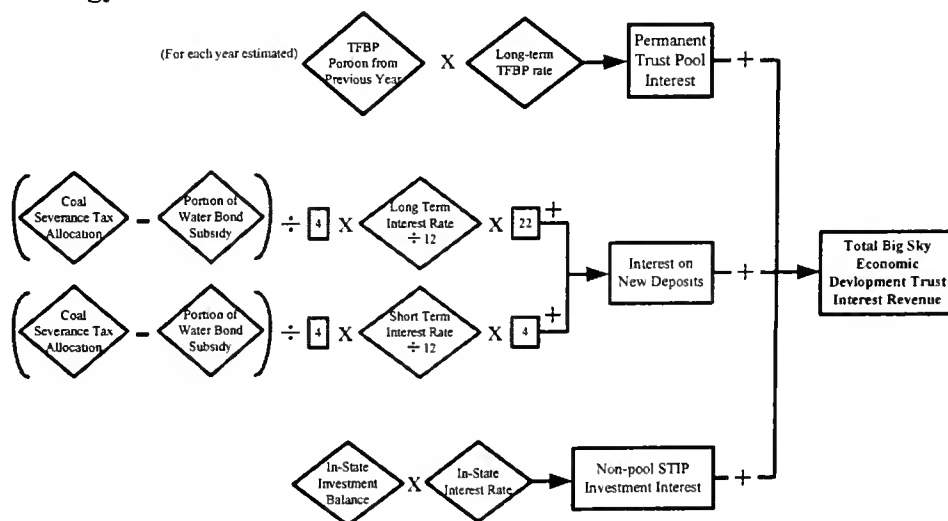 (For each year estimated)
TFBP
Portion from
Previous Year
X
Long-term
TFBP rate
Permanent
Trust Pool
Interest
+
( Coal
Severance Tax
Allocation
-
Portion of
Water Bond
Subsidy )
÷ 4 X
Long Term
Interest Rate
÷ 12
X 22 +
( Coal
Severance Tax
Allocation
-
Portion of
Water Bond
Subsidy )
÷ 4 X
Short Term
Interest Rate
÷ 12
X 4 +
Interest on
New Deposits
+
Total Big Sky
Economic
Devlopment Trust
Interest Revenue
In-State
Investment
Balance
X
In-State
Interest Rate
Non-pool STIP
Investment Interest
+